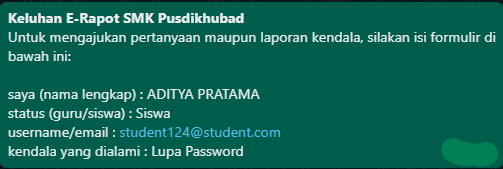 Keluhan E-Rapot SMK Pusdikhubad
Untuk mengajukan pertanyaan maupun laporan kendala, silakan isi formulir di
bawah ini:
saya (nama lengkap) : ADITYA PRATAMA
status (guru/siswa) : Siswa
username/email : student124@student.com
kendala yang dialami : Lupa Password